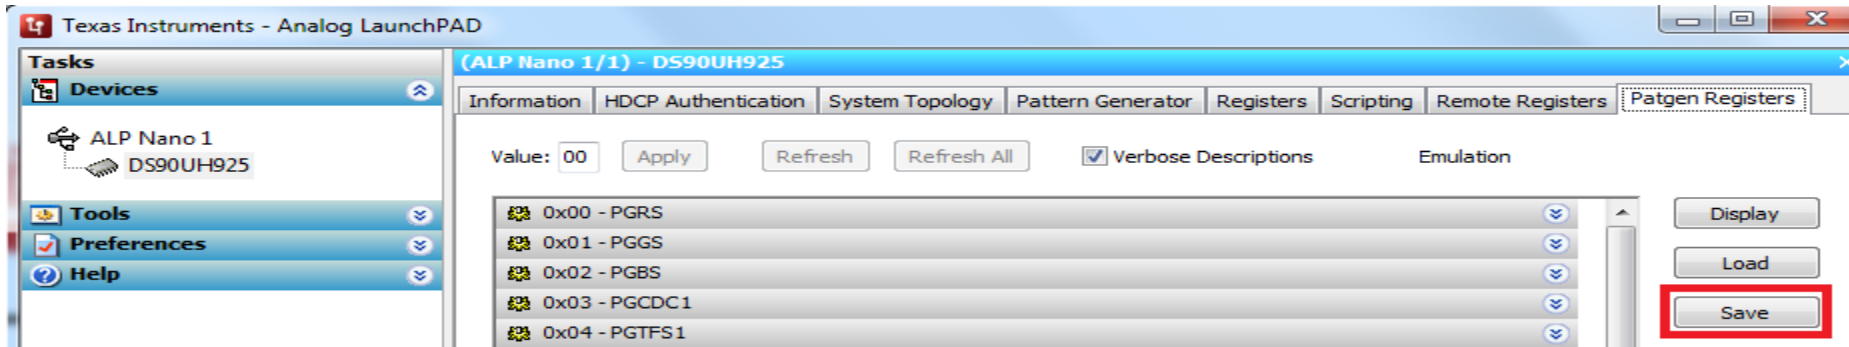 Texas Instruments - Analog LaunchPAD
Tasks
Devices
ALP Nano 1
DS90UH925
Tools
Preferences
Help
(ALP Nano 1/1) - DS90UH925
Information HDCP Authentication System Topology Pattern Generator Registers Scripting Remote Registers Patgen Registers
Value: 00 Apply Refresh Refresh All Verbose Descriptions Emulation
0x00 - PGRS
0x01 - PGGS
0x02 - PGBS
0x03 - PGCDC1
0x04 - PGTFS1
Display
Load
Save